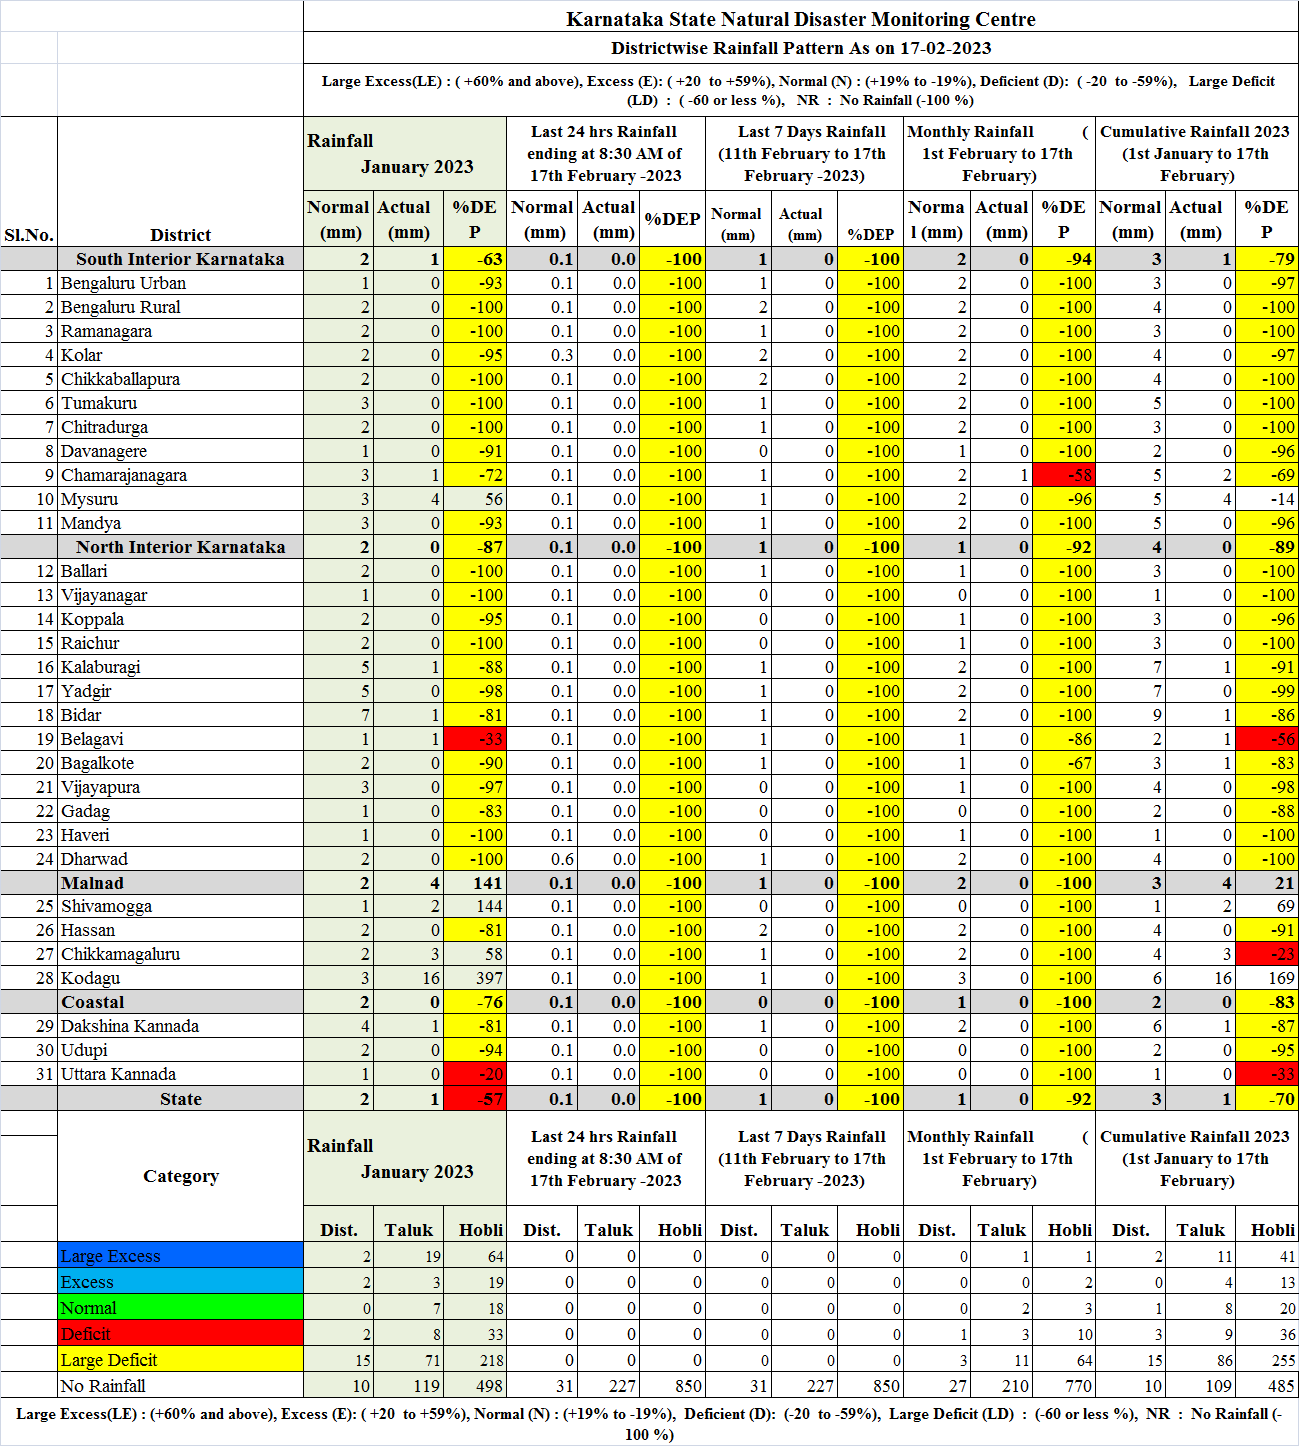 Karnataka State Natural Disaster Monitoring Centre
Districtwise Rainfall Pattern As on 17-02-2023
Large Excess(LE) : ( +60% and above), Excess (E): ( +20 to +59%), Normal (N) : (+19% to -19%), Deficient (D): ( -20 to -59%), Large Deficit
(LD) : ( -60 or less %), NR : No Rainfall (-100 %)
Sl.No. District Rainfall January 2023 Last 24 hrs Rainfall ending at 8:30 AM of 17th February -2023 Last 7 Days Rainfall (11th February to 17th February -2023) Monthly Rainfall ( 1st February to 17th February) Cumulative Rainfall 2023 (1st January to 17th February)
Normal (mm) Actual (mm) %DE P Normal (mm) Actual (mm) %DEP Normal (mm) Actual (mm) %DEP Norma l (mm) Actual (mm) %DE P Normal (mm) Actual (mm) %DE P
South Interior Karnataka 2 1 -63 0.1 0.0 -100 1 0 -100 2 0 -94 3 1 -79
1 Bengaluru Urban 1 0 -93 0.1 0.0 -100 1 0 -100 2 0 -100 3 0 -97
2 Bengaluru Rural 2 0 -100 0.1 0.0 -100 2 0 -100 2 0 -100 4 0 -100
3 Ramanagara 2 0 -100 0.1 0.0 -100 1 0 -100 2 0 -100 3 0 -100
4 Kolar 2 0 -95 0.3 0.0 -100 2 0 -100 2 0 -100 4 0 -97
5 Chikkaballapura 2 0 -100 0.1 0.0 -100 2 0 -100 2 0 -100 4 0 -100
6 Tumakuru 3 0 -100 0.1 0.0 -100 1 0 -100 2 0 -100 5 0 -100
7 Chitradurga 2 0 -100 0.1 0.0 -100 1 0 -100 2 0 -100 3 0 -100
8 Davanagere 1 0 -91 0.1 0.0 -100 0 0 -100 1 0 -100 2 0 -96
9 Chamarajanagara 3 1 -72 0.1 0.0 -100 1 0 -100 2 1 -58 5 2 -69
10 Mysuru 3 4 56 0.1 0.0 -100 1 0 -100 2 0 -96 5 4 -14
11 Mandya 3 0 -93 0.1 0.0 -100 1 0 -100 2 0 -100 5 0 -96
North Interior Karnataka 2 0 -87 0.1 0.0 -100 1 0 -100 1 0 -92 4 0 -89
12 Ballari 2 0 -100 0.1 0.0 -100 1 0 -100 1 0 -100 3 0 -100
13 Vijayanagar 1 0 -100 0.1 0.0 -100 0 0 -100 0 0 -100 1 0 -100
14 Koppala 2 0 -95 0.1 0.0 -100 0 0 -100 1 0 -100 3 0 -96
15 Raichur 2 0 -100 0.1 0.0 -100 0 0 -100 1 0 -100 3 0 -100
16 Kalaburagi 5 1 -88 0.1 0.0 -100 1 0 -100 2 0 -100 7 1 -91
17 Yadgir 5 0 -98 0.1 0.0 -100 1 0 -100 2 0 -100 7 0 -99
18 Bidar 7 1 -81 0.1 0.0 -100 1 0 -100 2 0 -100 9 1 -86
19 Belagavi 1 1 -33 0.1 0.0 -100 1 0 -100 1 0 -86 2 1 -56
20 Bagalkote 2 0 -90 0.1 0.0 -100 1 0 -100 1 0 -67 3 1 -83
21 Vijayapura 3 0 -97 0.1 0.0 -100 0 0 -100 1 0 -100 4 0 -98
22 Gadag 1 0 -83 0.1 0.0 -100 0 0 -100 0 0 -100 2 0 -88
23 Haveri 1 0 -100 0.1 0.0 -100 0 0 -100 1 0 -100 1 0 -100
24 Dharwad 2 0 -100 0.6 0.0 -100 1 0 -100 2 0 -100 4 0 -100
Malnad 2 4 141 0.1 0.0 -100 1 0 -100 2 0 -100 3 4 21
25 Shivamogga 1 2 144 0.1 0.0 -100 0 0 -100 0 0 -100 1 2 69
26 Hassan 2 0 -81 0.1 0.0 -100 2 0 -100 2 0 -100 4 0 -91
27 Chikkamagaluru 2 3 58 0.1 0.0 -100 1 0 -100 2 0 -100 4 3 -23
28 Kodagu 3 16 397 0.1 0.0 -100 1 0 -100 3 0 -100 6 16 169
Coastal 2 0 -76 0.1 0.0 -100 0 0 -100 1 0 -100 2 0 -83
29 Dakshina Kannada 4 1 -81 0.1 0.0 -100 1 0 -100 2 0 -100 6 1 -87
30 Udupi 2 0 -94 0.1 0.0 -100 0 0 -100 0 0 -100 2 0 -95
31 Uttara Kannada 1 0 -20 0.1 0.0 -100 0 0 -100 0 0 -100 1 0 -33
State 2 1 -57 0.1 0.0 -100 1 0 -100 1 0 -92 3 1 -70
Category Rainfall January 2023 Last 24 hrs Rainfall ending at 8:30 AM of 17th February -2023 Last 7 Days Rainfall (11th February to 17th February -2023) Monthly Rainfall ( 1st February to 17th February) Cumulative Rainfall 2023 (1st January to 17th February)
Dist. Taluk Hobli Dist. Taluk Hobli Dist. Taluk Hobli Dist. Taluk Hobli Dist. Taluk Hobli
Large Excess 2 19 64 0 0 0 0 0 0 0 1 1 2 11 41
Excess 2 3 19 0 0 0 0 0 0 0 0 2 0 4 13
Normal 0 7 18 0 0 0 0 0 0 0 2 3 1 8 20
Deficit 2 8 33 0 0 0 0 0 0 1 3 10 3 9 36
Large Deficit 15 71 218 0 0 0 0 0 0 3 11 64 15 86 255
No Rainfall 10 119 498 31 227 850 31 227 850 27 210 770 10 109 485
Large Excess(LE) : (+60% and above), Excess (E): ( +20 to +59%), Normal (N) : (+19% to -19%), Deficient (D): (-20 to -59%), Large Deficit (LD) : (-60 or less %), NR : No Rainfall (-
100 %)